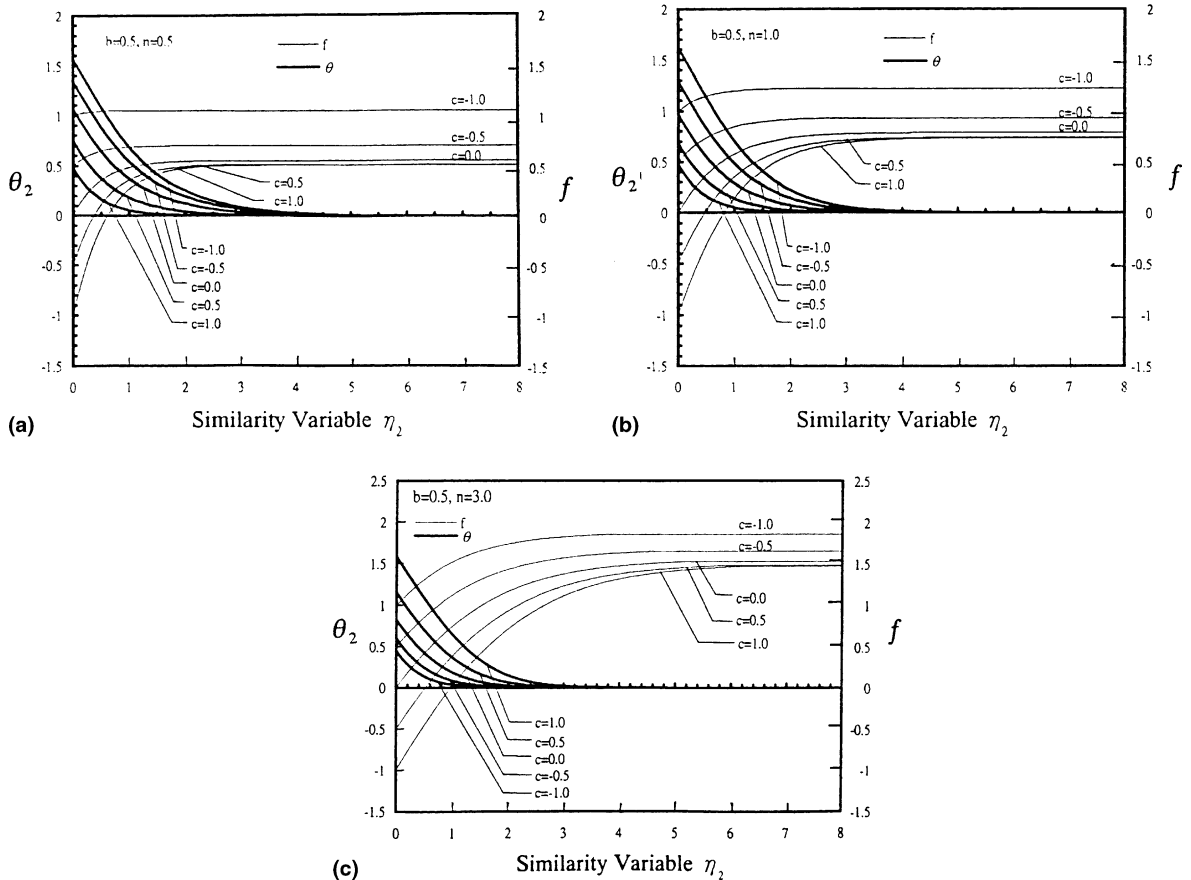 2
1.5
1
0.5
0
-0.5
-1
-1.5
b=0.5, n=0.5
f
θ
c=-1.0
c=-0.5
c=0.0
c=0.5
c=1.0
c=-1.0
c=-0.5
c=0.0
c=0.5
c=1.0
2
1.5
1
0.5
0
-0.5
-1
-1.5
θ2
f
0 1 2 3 4 5 6 7 8
(a) Similarity Variable η2
2
1.5
1
0.5
0
-0.5
-1
-1.5
b=0.5, n=1.0
f
θ
c=-1.0
c=-0.5
c=0.0
c=0.5
c=1.0
c=-1.0
c=-0.5
c=0.0
c=0.5
c=1.0
2
1.5
1
0.5
0
-0.5
-1
-1.5
θ2'
f
0 1 2 3 4 5 6 7 8
(b) Similarity Variable η2
2.5
2
1.5
1
0.5
0
-0.5
-1
-1.5
b=0.5, n=3.0
f
θ
c=-1.0
c=-0.5
c=0.0
c=0.5
c=1.0
c=1.0
c=0.5
c=0.0
c=-0.5
c=-1.0
2.5
2
1.5
1
0.5
0
-0.5
-1
-1.5
θ2
f
0 1 2 3 4 5 6 7 8
(c) Similarity Variable η2